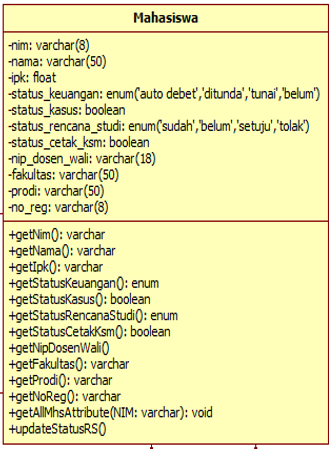 Mahasiswa
-nim: varchar(8)
-nama: varchar(50)
-ipk: float
-status_keuangan: enum('auto debet','ditunda','tunai','belum')
-status_kasus: boolean
-status_rencana_studi: enum('sudah','belum','setuju','tolak')
-status_cetak_ksm: boolean
-nip_dosen_wali: varchar(18)
-fakultas: varchar(50)
-prodi: varchar(50)
-no_reg: varchar(8)
+getNim(): varchar
+getNama(): varchar
+getIpk(): varchar
+getStatusKeuangan(): enum
+getStatusKasus(): boolean
+getStatusRencanaStudi(): enum
+getStatusCetakKsm(): boolean
+getNipDosenWali()
+getFakultas(): varchar
+getProdi(): varchar
+getNoReg(): varchar
+getAllMhsAttribute(NIM: varchar): void
+updateStatusRS()